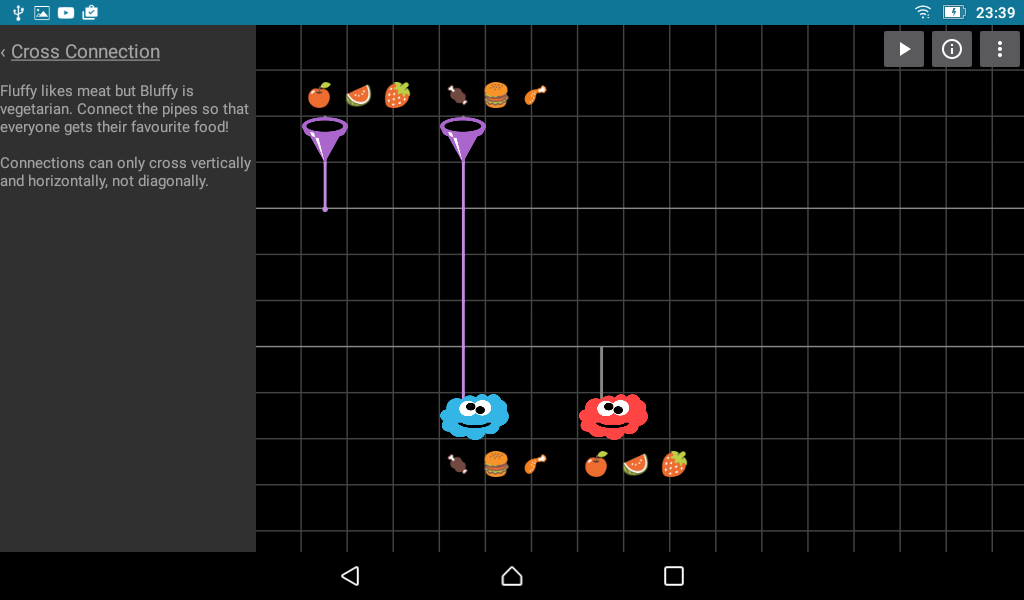 23:39
‹ Cross Connection
Fluffy likes meat but Bluffy is
vegetarian. Connect the pipes so that
everyone gets their favourite food!
Connections can only cross vertically
and horizontally, not diagonally.